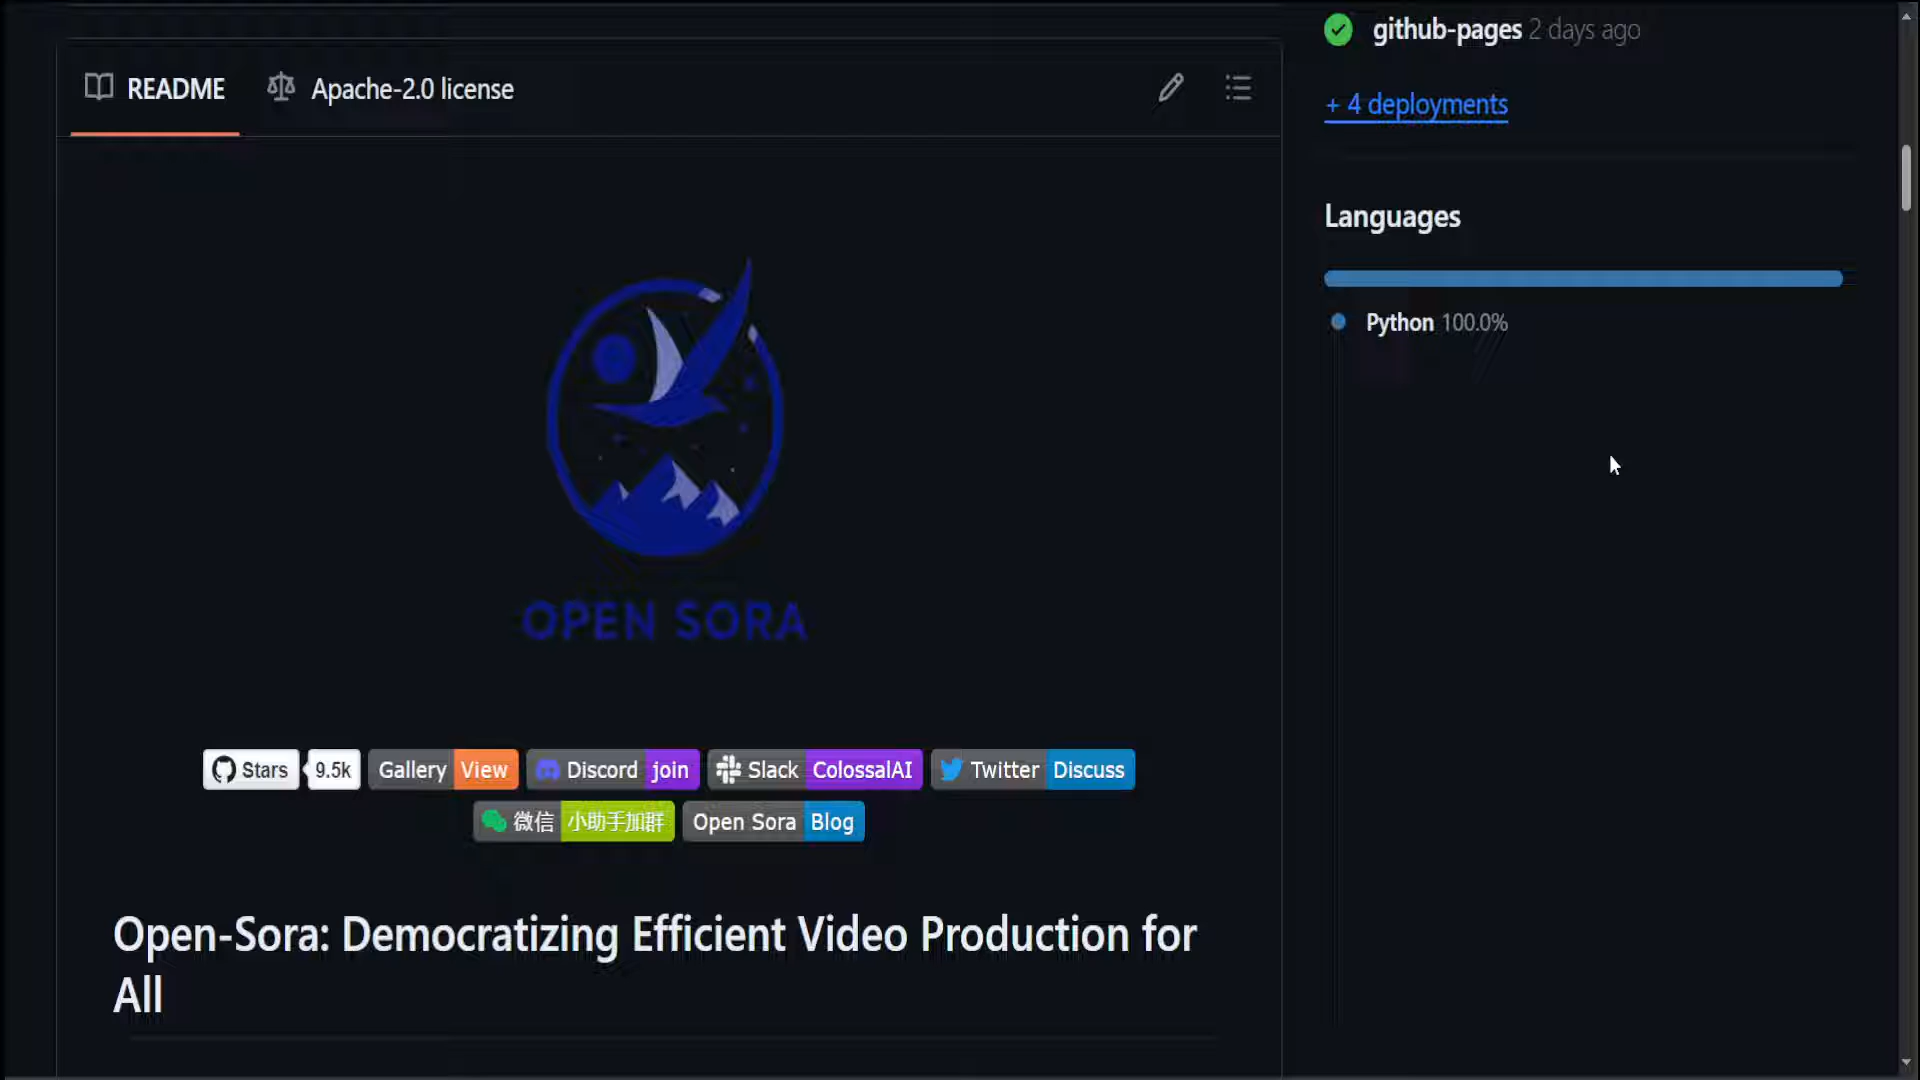 README
Apache-2.0 license
OPEN SORA
Stars 9.5k
Gallery View
Discord join
Slack ColossalAI
Twitter Discuss
微信 小助手加群
Open Sora Blog
Open-Sora: Democratizing Efficient Video Production for
All
github-pages 2 days ago
+ 4 deployments
Languages
Python 100.0%